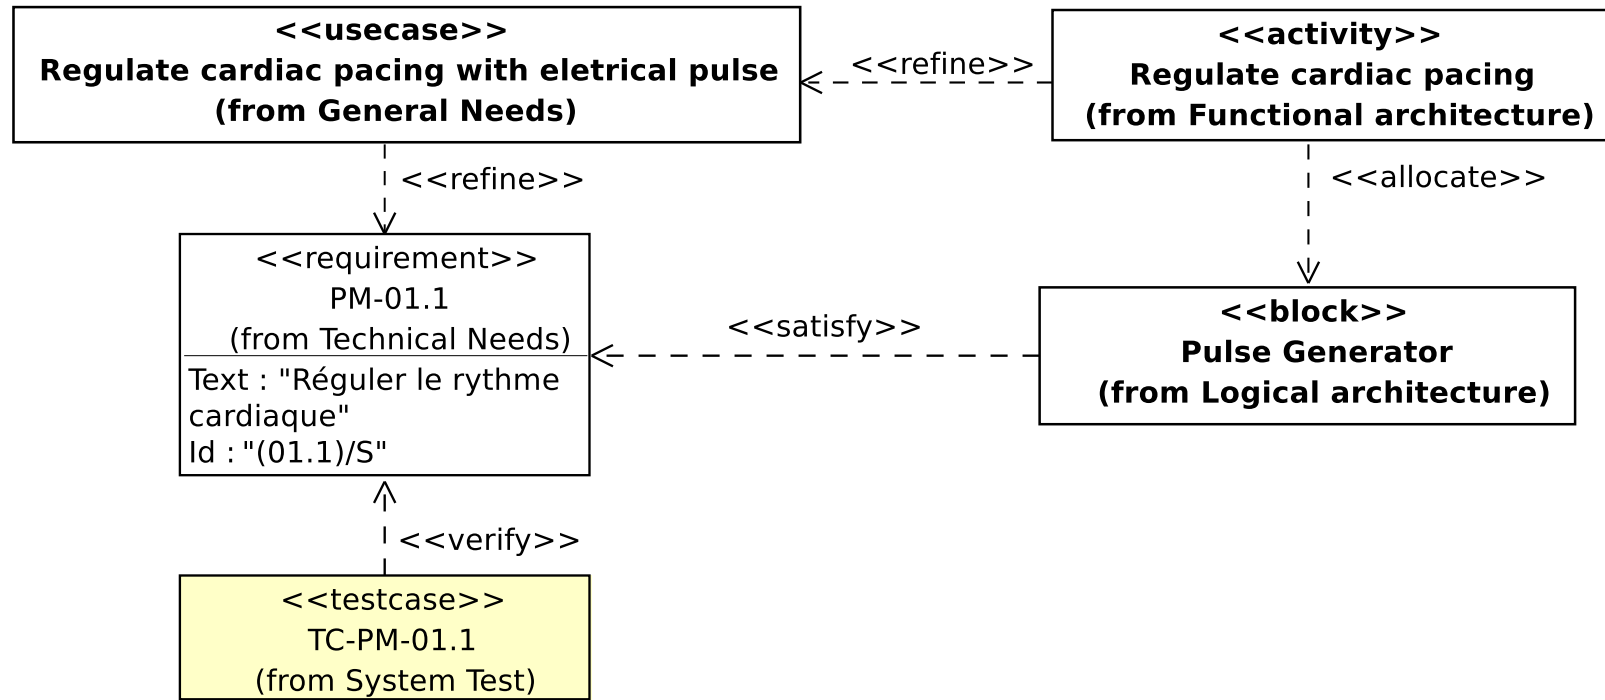 <<usecase>>
Regulate cardiac pacing with eletrical pulse
(from General Needs)
<<refine>>
<<activity>>
Regulate cardiac pacing
(from Functional architecture)
<<refine>>
<<allocate>>
<<requirement>>
PM-01.1
(from Technical Needs)
Text : "Réguler le rythme
cardiaque"
Id : "(01.1)/S"
<<satisfy>>
<<block>>
Pulse Generator
(from Logical architecture)
<<verify>>
<<testcase>>
TC-PM-01.1
(from System Test)